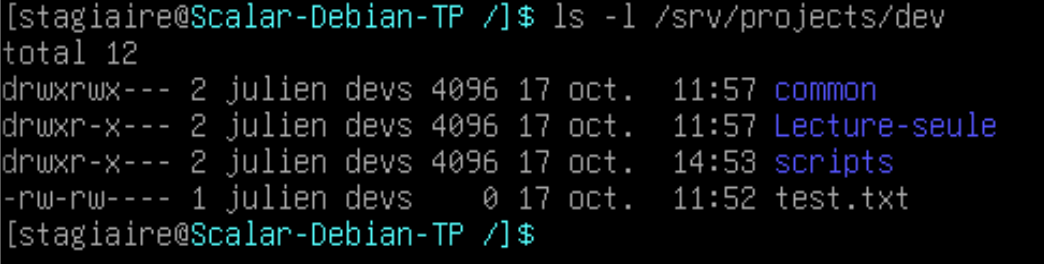 [stagiaire@Scalar-Debian-TP /]$ ls -l /srv/projects/dev
total 12
drwxrwx--- 2 julien devs 4096 17 oct.  11:57 common
drwxr-x--- 2 julien devs 4096 17 oct.  11:57 Lecture-seule
drwxr-x--- 2 julien devs 4096 17 oct.  14:53 scripts
-rw-rw---- 1 julien devs    0 17 oct.  11:52 test.txt
[stagiaire@Scalar-Debian-TP /]$